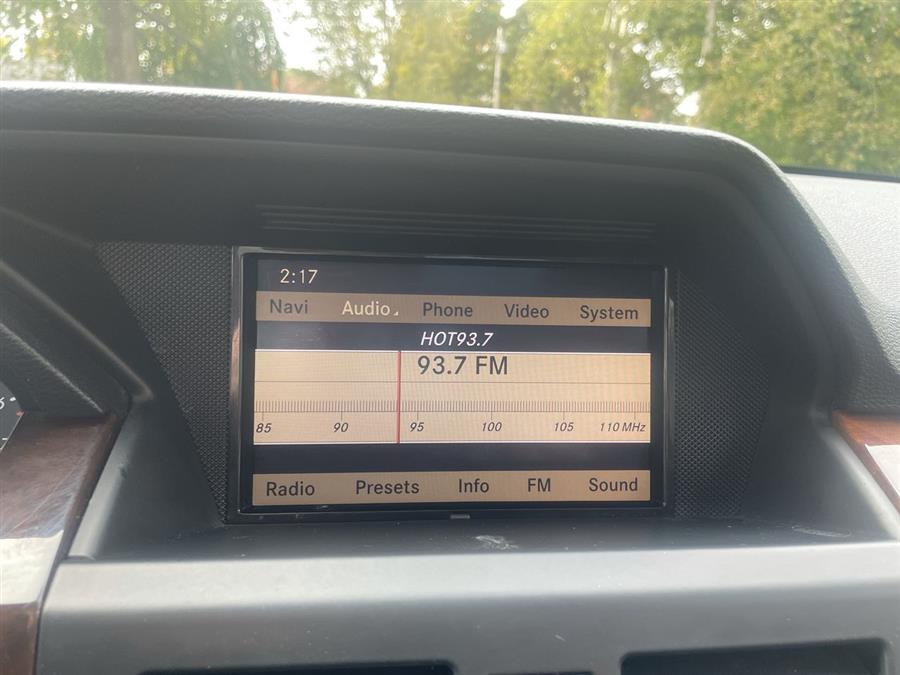 2:17
Navi Audio Phone Video System
HOT93.7
93.7 FM
85 90 95 100 105 110 MHz
Radio Presets Info FM Sound